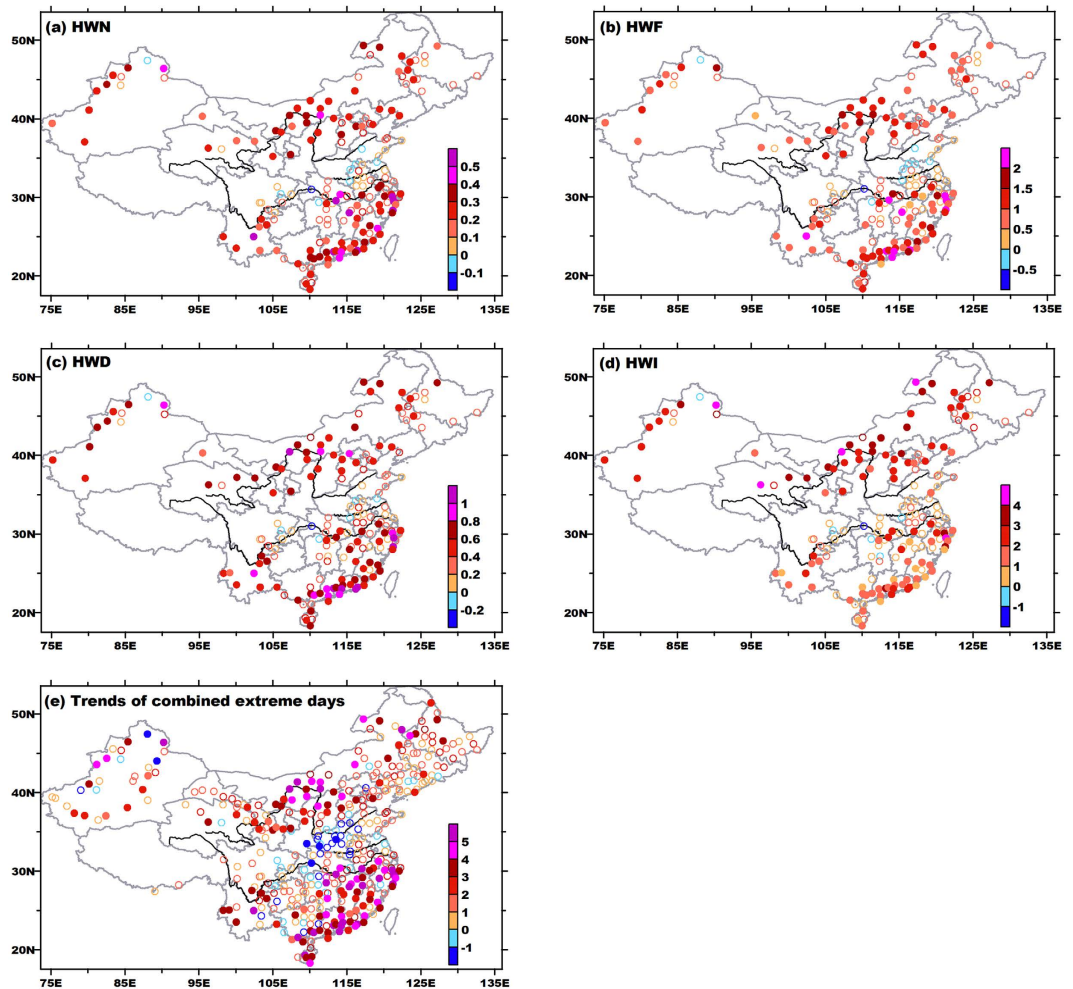 (a) HWN
50N
40N
30N
20N
0.5
0.4
0.3
0.2
0.1
0
-0.1
75E 85E 95E 105E 115E 125E 135E
(b) HWF
50N
40N
30N
20N
2
1.5
1
0.5
0
-0.5
75E 85E 95E 105E 115E 125E 135E
(c) HWD
50N
40N
30N
20N
1
0.8
0.6
0.4
0.2
0
-0.2
75E 85E 95E 105E 115E 125E 135E
(d) HWI
50N
40N
30N
20N
4
3
2
1
0
-1
75E 85E 95E 105E 115E 125E 135E
(e) Trends of combined extreme days
50N
40N
30N
20N
5
4
3
2
1
0
-1
75E 85E 95E 105E 115E 125E 135E